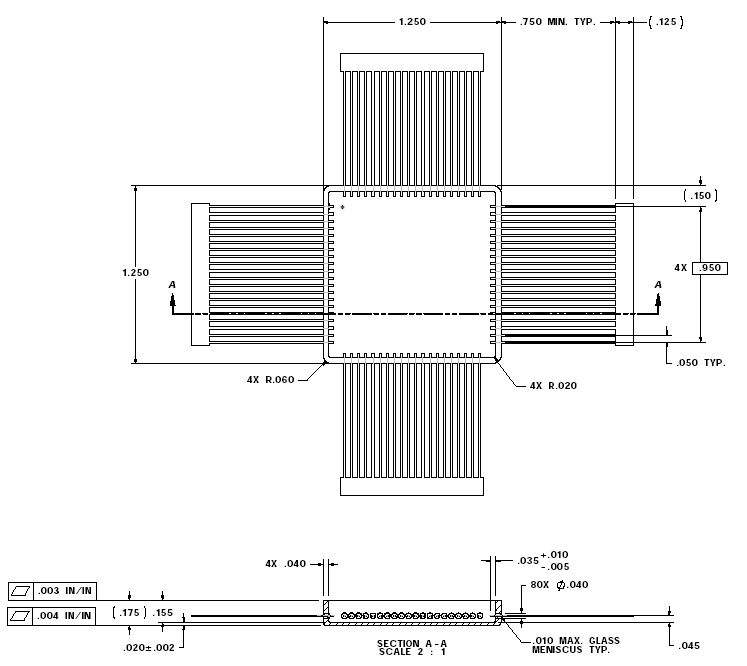 1.250
.750 MIN. TYP.
(.125)
(.150)
4X .950
1.250
A
A
.050 TYP.
4X R.060
4X R.020
4X .040
.035 +.010 -.005
80X Ø.040
.003 IN/IN
.004 IN/IN
(.175)
.155
.020±.002
.010 MAX. GLASS
MENISCUS TYP.
.045
SECTION A-A
SCALE 2 : 1